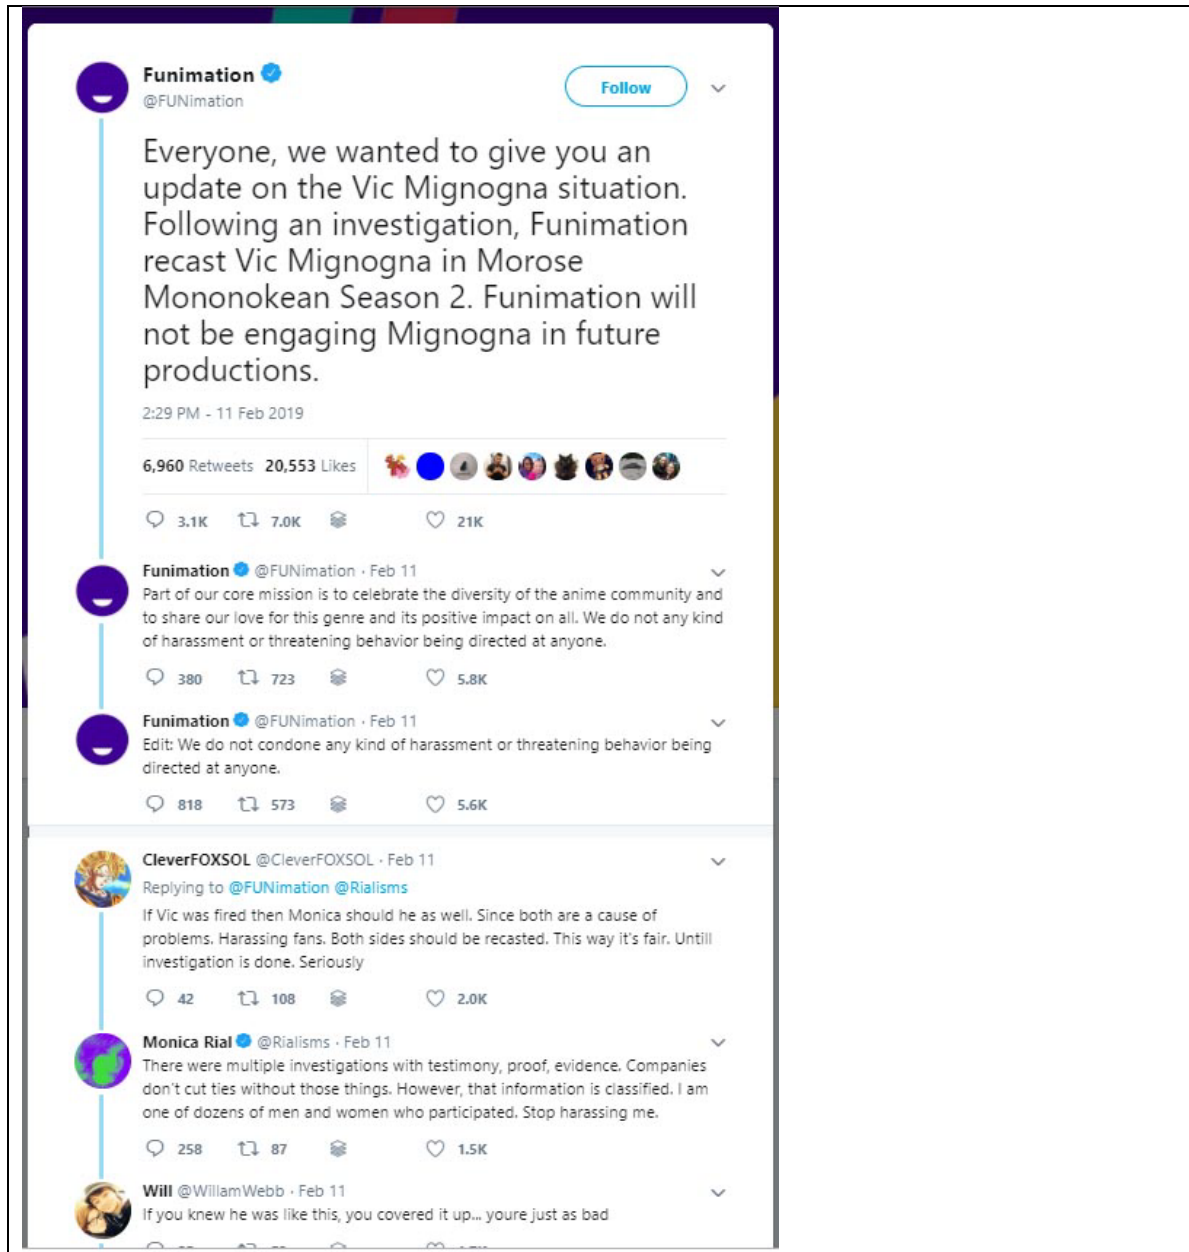 Funimation
@FUNimation
Follow
Everyone, we wanted to give you an
update on the Vic Mignogna situation.
Following an investigation, Funimation
recast Vic Mignogna in Morose
Mononokean Season 2. Funimation will
not be engaging Mignogna in future
productions.
2:29 PM - 11 Feb 2019
6,960 Retweets 20,553 Likes
3.1K 7.0K 21K
Funimation @FUNimation · Feb 11
Part of our core mission is to celebrate the diversity of the anime community and
to share our love for this genre and its positive impact on all. We do not any kind
of harassment or threatening behavior being directed at anyone.
380 723 5.8K
Funimation @FUNimation · Feb 11
Edit: We do not condone any kind of harassment or threatening behavior being
directed at anyone.
818 573 5.6K
CleverFOXSOL @CleverFOXSOL · Feb 11
Replying to @FUNimation @Rialisms
If Vic was fired then Monica should he as well. Since both are a cause of
problems. Harassing fans. Both sides should be recasted. This way it's fair. Untill
investigation is done. Seriously
42 108 2.0K
Monica Rial @Rialisms · Feb 11
There were multiple investigations with testimony, proof, evidence. Companies
don't cut ties without those things. However, that information is classified. I am
one of dozens of men and women who participated. Stop harassing me.
258 87 1.5K
Will @WillamWebb · Feb 11
If you knew he was like this, you covered it up... youre just as bad